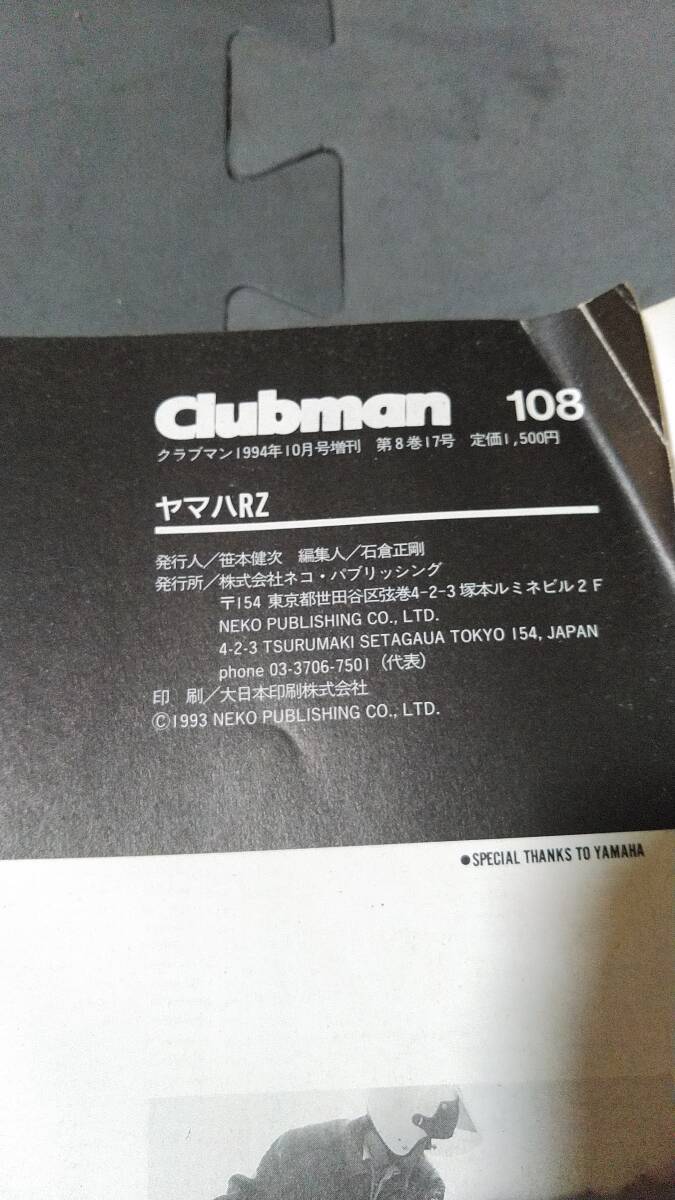 Clubman 108
クラブマン1994年10月号増刊 第8巻17号 定価1,500円
ヤマハRZ
発行人／笹本健次 編集人／石倉正剛
発行所／株式会社ネコ・パブリッシング
〒154 東京都世田谷区弦巻4-2-3 塚本ルミネビル2F
NEKO PUBLISHING CO., LTD.
4-2-3 TSURUMAKI SETAGAUA TOKYO 154, JAPAN
phone 03-3706-7501（代表）
印 刷／大日本印刷株式会社
©1993 NEKO PUBLISHING CO., LTD.
●SPECIAL THANKS TO YAMAHA